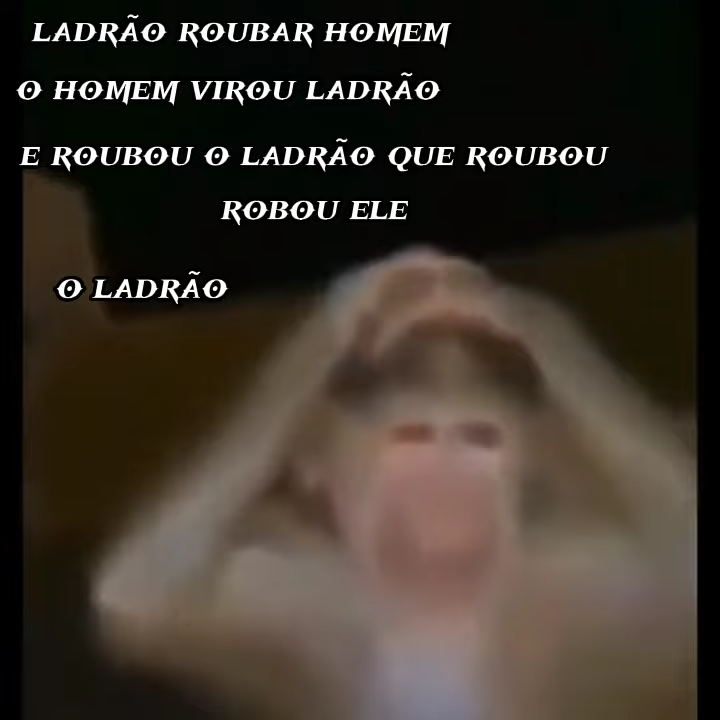 LADRÃO ROUBAR HOMEM
O HOMEM VIROU LADRÃO
E ROUBOU O LADRÃO QUE ROUBOU
ROBOU ELE
O LADRÃO